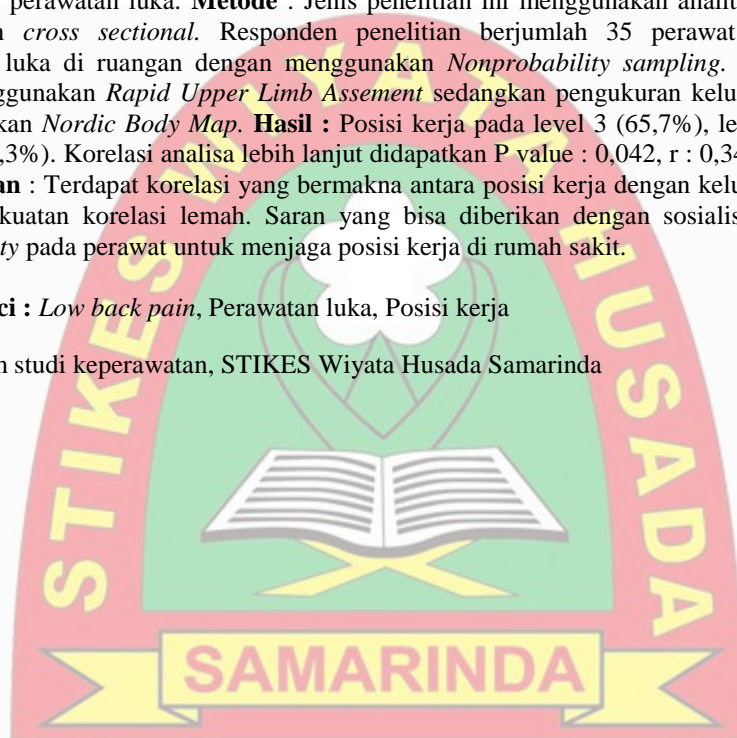 perawatan luka. Metode : Jenis penelitian ini menggunakan analit
cross sectional. Responden penelitian berjumlah 35 perawat
luka di ruangan dengan menggunakan Nonprobability sampling.
ggunakan Rapid Upper Limb Assement sedangkan pengukuran kelu
kan Nordic Body Map. Hasil : Posisi kerja pada level 3 (65,7%), le
,3%). Korelasi analisa lebih lanjut didapatkan P value : 0,042, r : 0,34
an : Terdapat korelasi yang bermakna antara posisi kerja dengan kelu
kuatan korelasi lemah. Saran yang bisa diberikan dengan sosialis
ty pada perawat untuk menjaga posisi kerja di rumah sakit.
ci : Low back pain, Perawatan luka, Posisi kerja
n studi keperawatan, STIKES Wiyata Husada Samarinda
STIKES WIYATA HUSADA
SAMARINDA